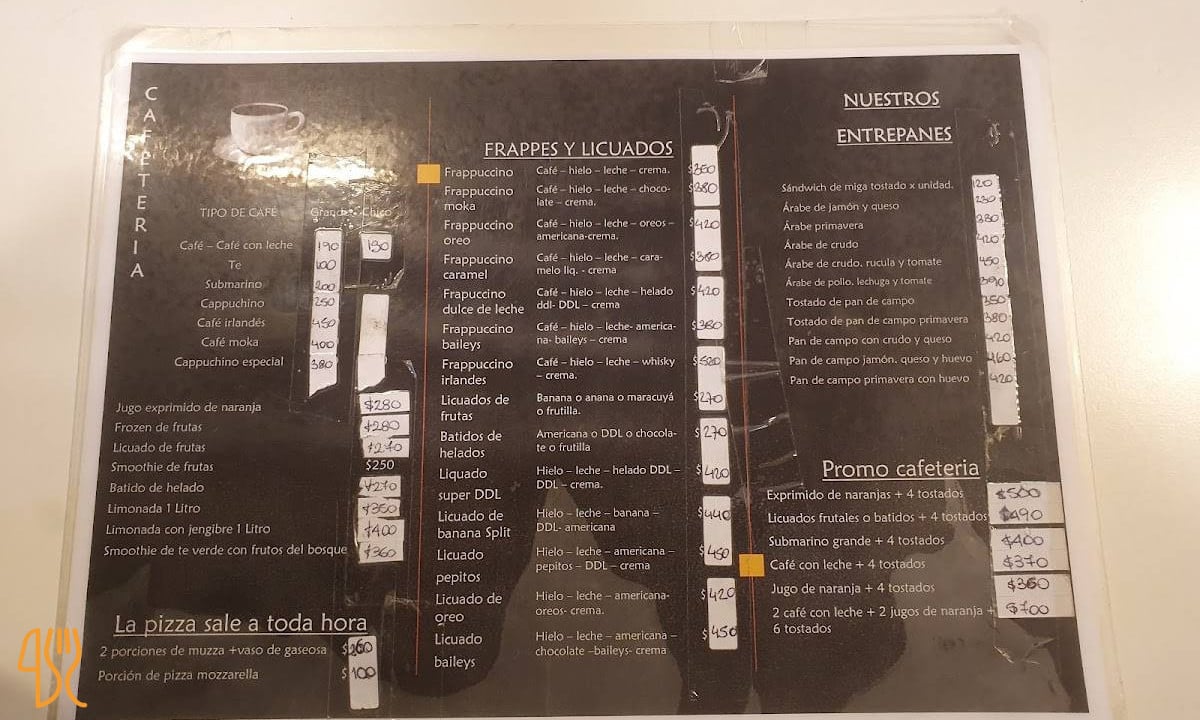 CAFETERIA
TIPO DE CAFÉ Grande Chico
Café – Café con leche 190 150
Te 100
Submarino 200
Cappuchino 250
Café irlandés 450
Café moka 400
Cappuchino especial 380
Jugo exprimido de naranja $280
Frozen de frutas $280
Licuado de frutas $270
Smoothie de frutas $250
Batido de helado $270
Limonada 1 Litro $350
Limonada con jengibre 1 Litro $400
Smoothie de te verde con frutos del bosque $360
La pizza sale a toda hora
2 porciones de muzza +vaso de gaseosa $260
Porción de pizza mozzarella $100
FRAPPES Y LICUADOS
Frappuccino Café – hielo – leche – crema. $360
Frappuccino Café – hielo – leche – choco- $380
moka late – crema.
Frappuccino Café – hielo – leche – oreos – $420
oreo americana-crema.
Frappuccino Café – hielo – leche – cara-
caramel melo liq. - crema
Frapuccino Café – hielo – leche – helado $420
dulce de leche ddl- DDL – crema
Frappuccino Café – hielo – leche- america- $360
baileys na- baileys – crema
Frappuccino Café – hielo – leche – whisky $520
irlandes – crema.
Licuados de Banana o anana o maracuyá $270
frutas o frutilla.
Batidos de Americana o DDL o chocola- $270
helados te o frutilla
Liquado Hielo – leche – helado DDL – $420
super DDL DDL – crema.
Licuado de Hielo – leche – banana – $440
banana Split DDL- americana
Licuado Hielo – leche – americana – $450
pepitos pepitos – DDL – crema
Licuado de Hielo – leche – americana- $420
oreo oreos- crema.
Licuado Hielo – leche – americana – $450
baileys chocolate –baileys- crema
NUESTROS
ENTREPANES
Sándwich de miga tostado x unidad. 120
Árabe de jamón y queso
Árabe primavera 380
Árabe de crudo 420
Árabe de crudo, rucula y tomate 450
Árabe de pollo, lechuga y tomate 390
Tostado de pan de campo 350
Tostado de pan de campo primavera 380
Pan de campo con crudo y queso 420
Pan de campo jamón, queso y huevo 460
Pan de campo primavera con huevo 420
Promo cafeteria
Exprimido de naranjas + 4 tostados $500
Licuados frutales o batidos + 4 tostados $490
Submarino grande + 4 tostados $400
Café con leche + 4 tostados $370
Jugo de naranja + 4 tostados $360
2 café con leche + 2 jugos de naranja + $700
6 tostados